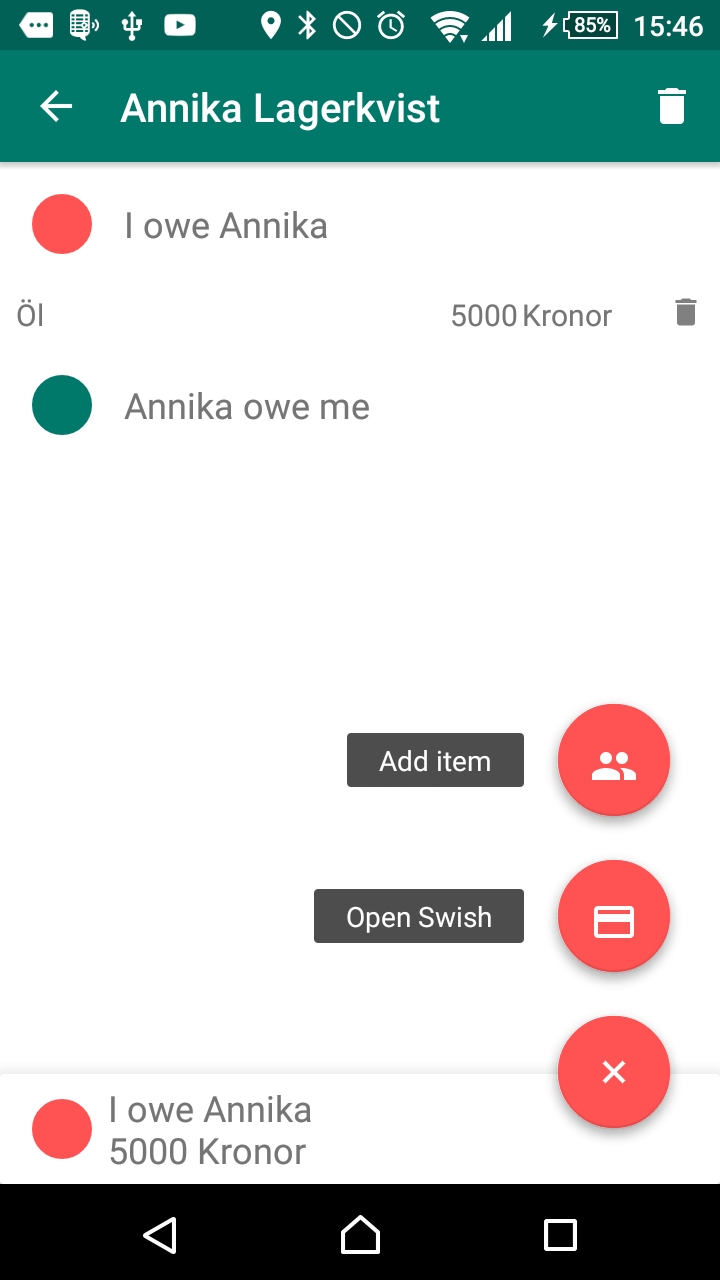 85% 15:46
Annika Lagerkvist
I owe Annika
Öl 5000 Kronor
Annika owe me
Add item
Open Swish
I owe Annika
5000 Kronor